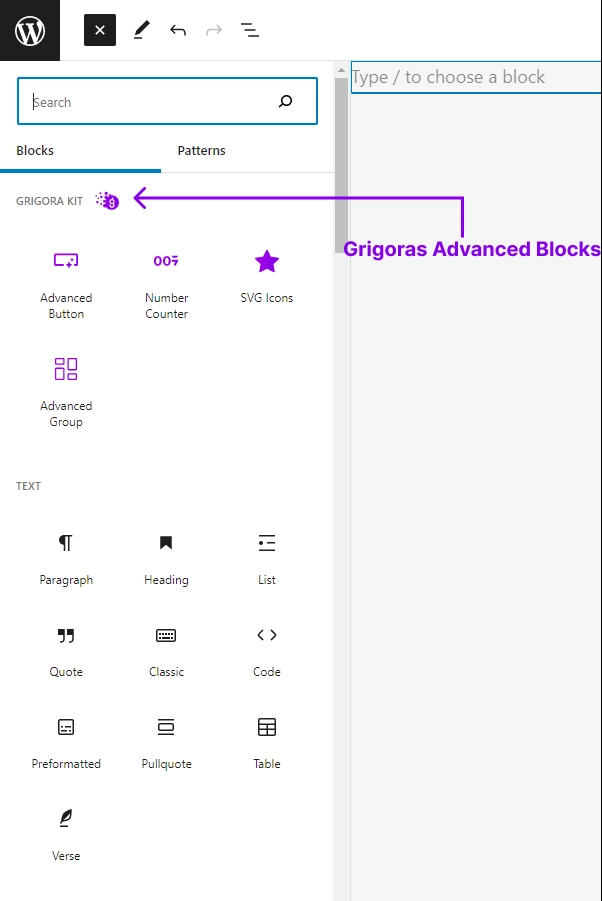 Type / to choose a block
Search
Blocks
Patterns
GRIGORA KIT
Grigoras Advanced Blocks
007
Advanced
Button
Number
Counter
SVG Icons
Advanced
Group
TEXT
Paragraph
Heading
List
Quote
Classic
Code
Preformatted
Pullquote
Table
Verse